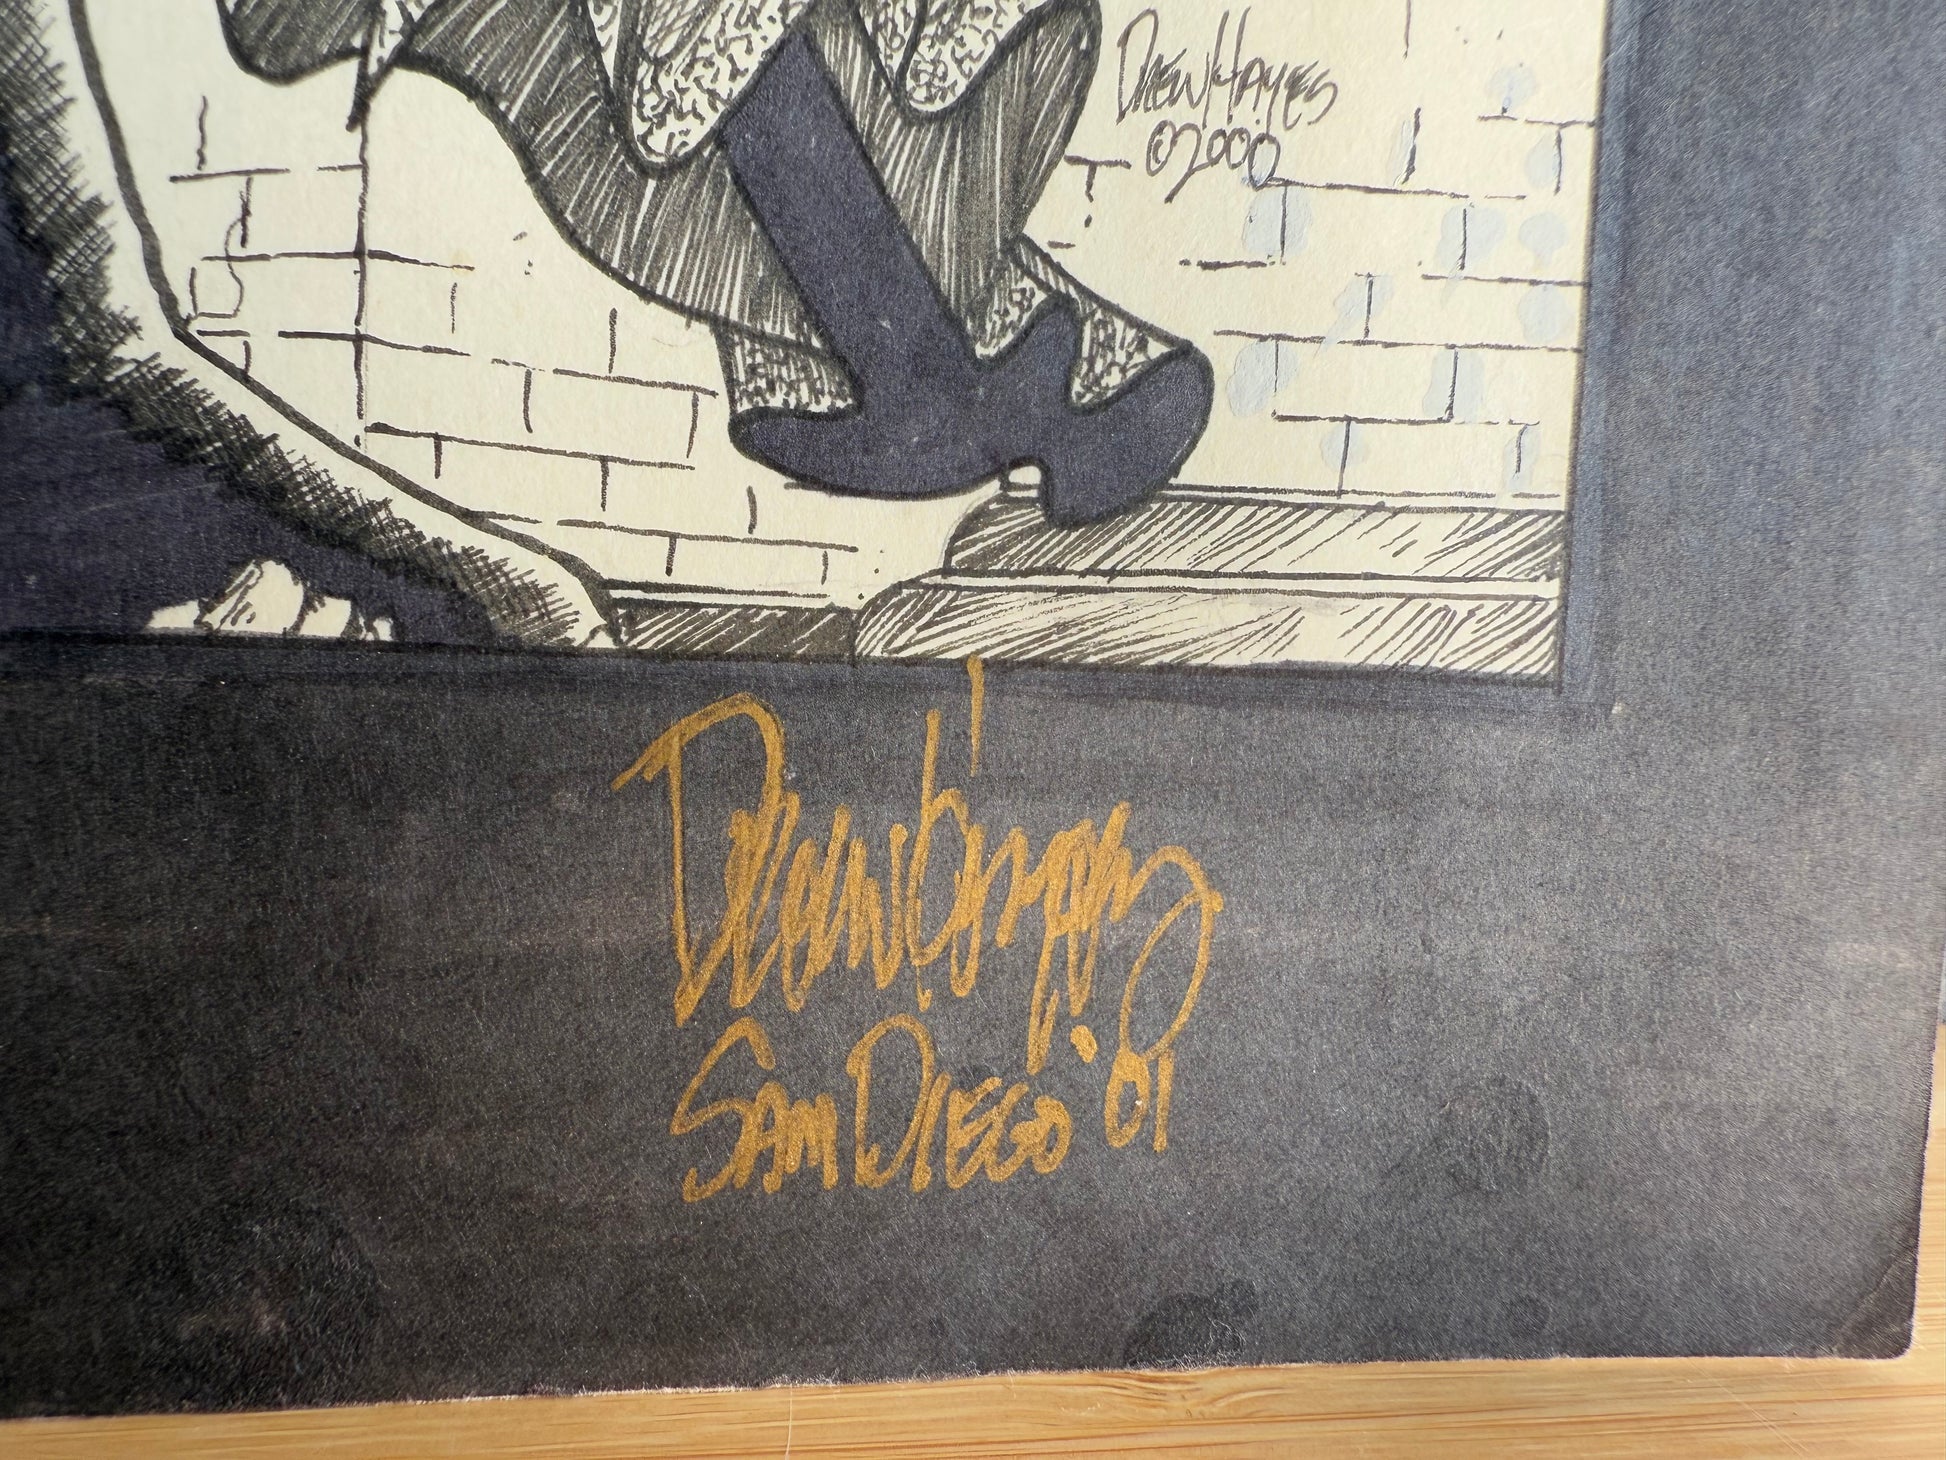 Drew Hayes
©2000
Drew Hayes
San Diego '01